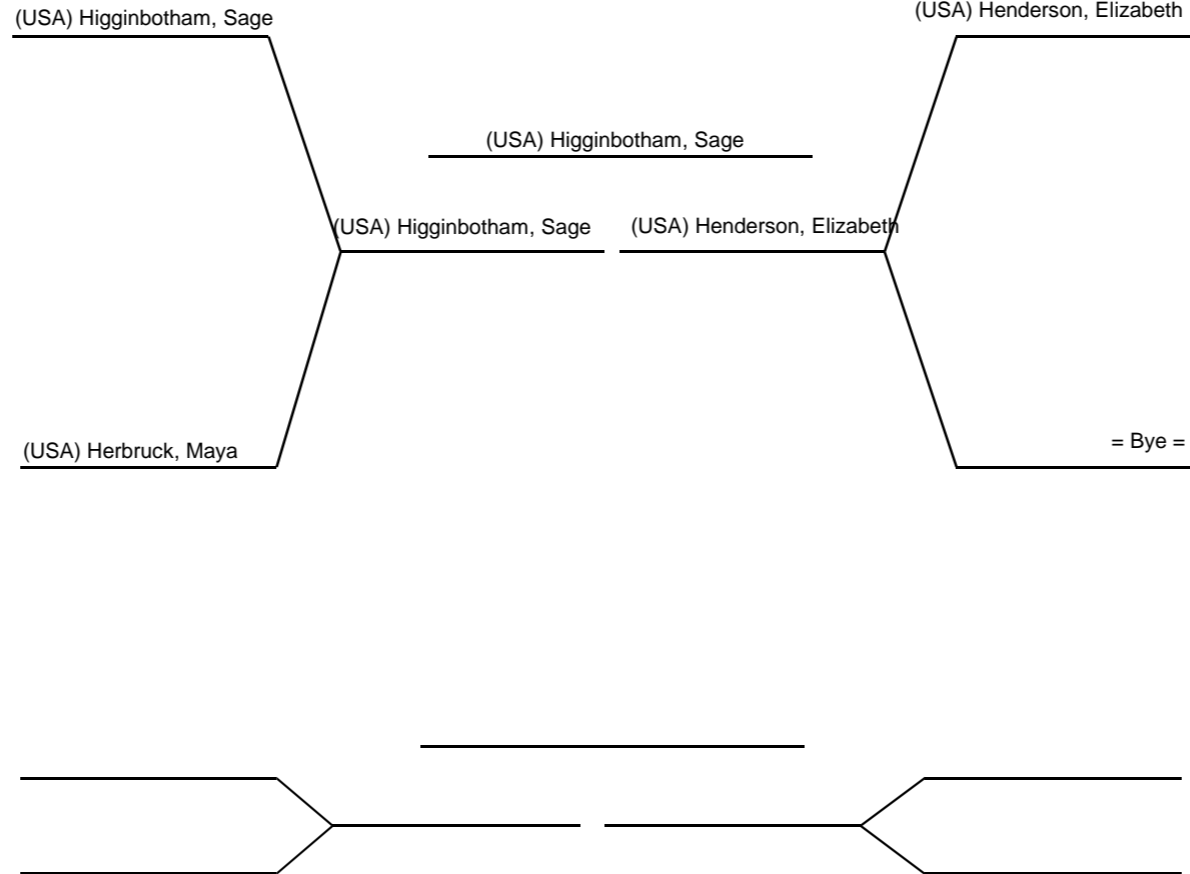 (USA) Higginbotham, Sage
(USA) Henderson, Elizabeth
(USA) Higginbotham, Sage
(USA) Higginbotham, Sage
(USA) Henderson, Elizabeth
(USA) Herbruck, Maya
= Bye =